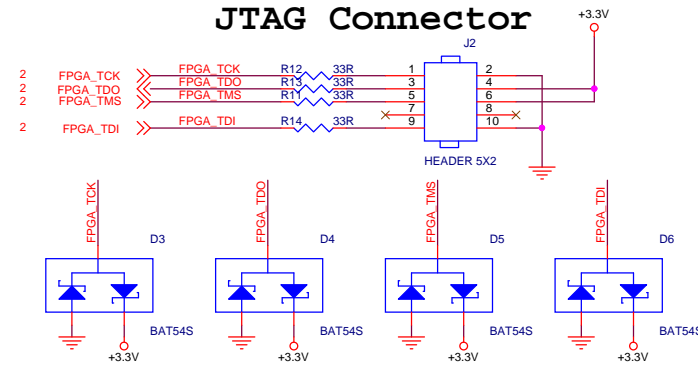 JTAG Connector
+3.3V
J2
2 FPGA_TCK FPGA_TCK R12 33R 1 2
2 FPGA_TDO FPGA_TDO R13 33R 3 4
2 FPGA_TMS FPGA_TMS R11 33R 5 6
7 8
2 FPGA_TDI FPGA_TDI R14 33R 9 10
HEADER 5X2
FPGA_TCK FPGA_TDO FPGA_TMS FPGA_TDI
D3 D4 D5 D6
BAT54S BAT54S BAT54S BAT54S
+3.3V +3.3V +3.3V +3.3V